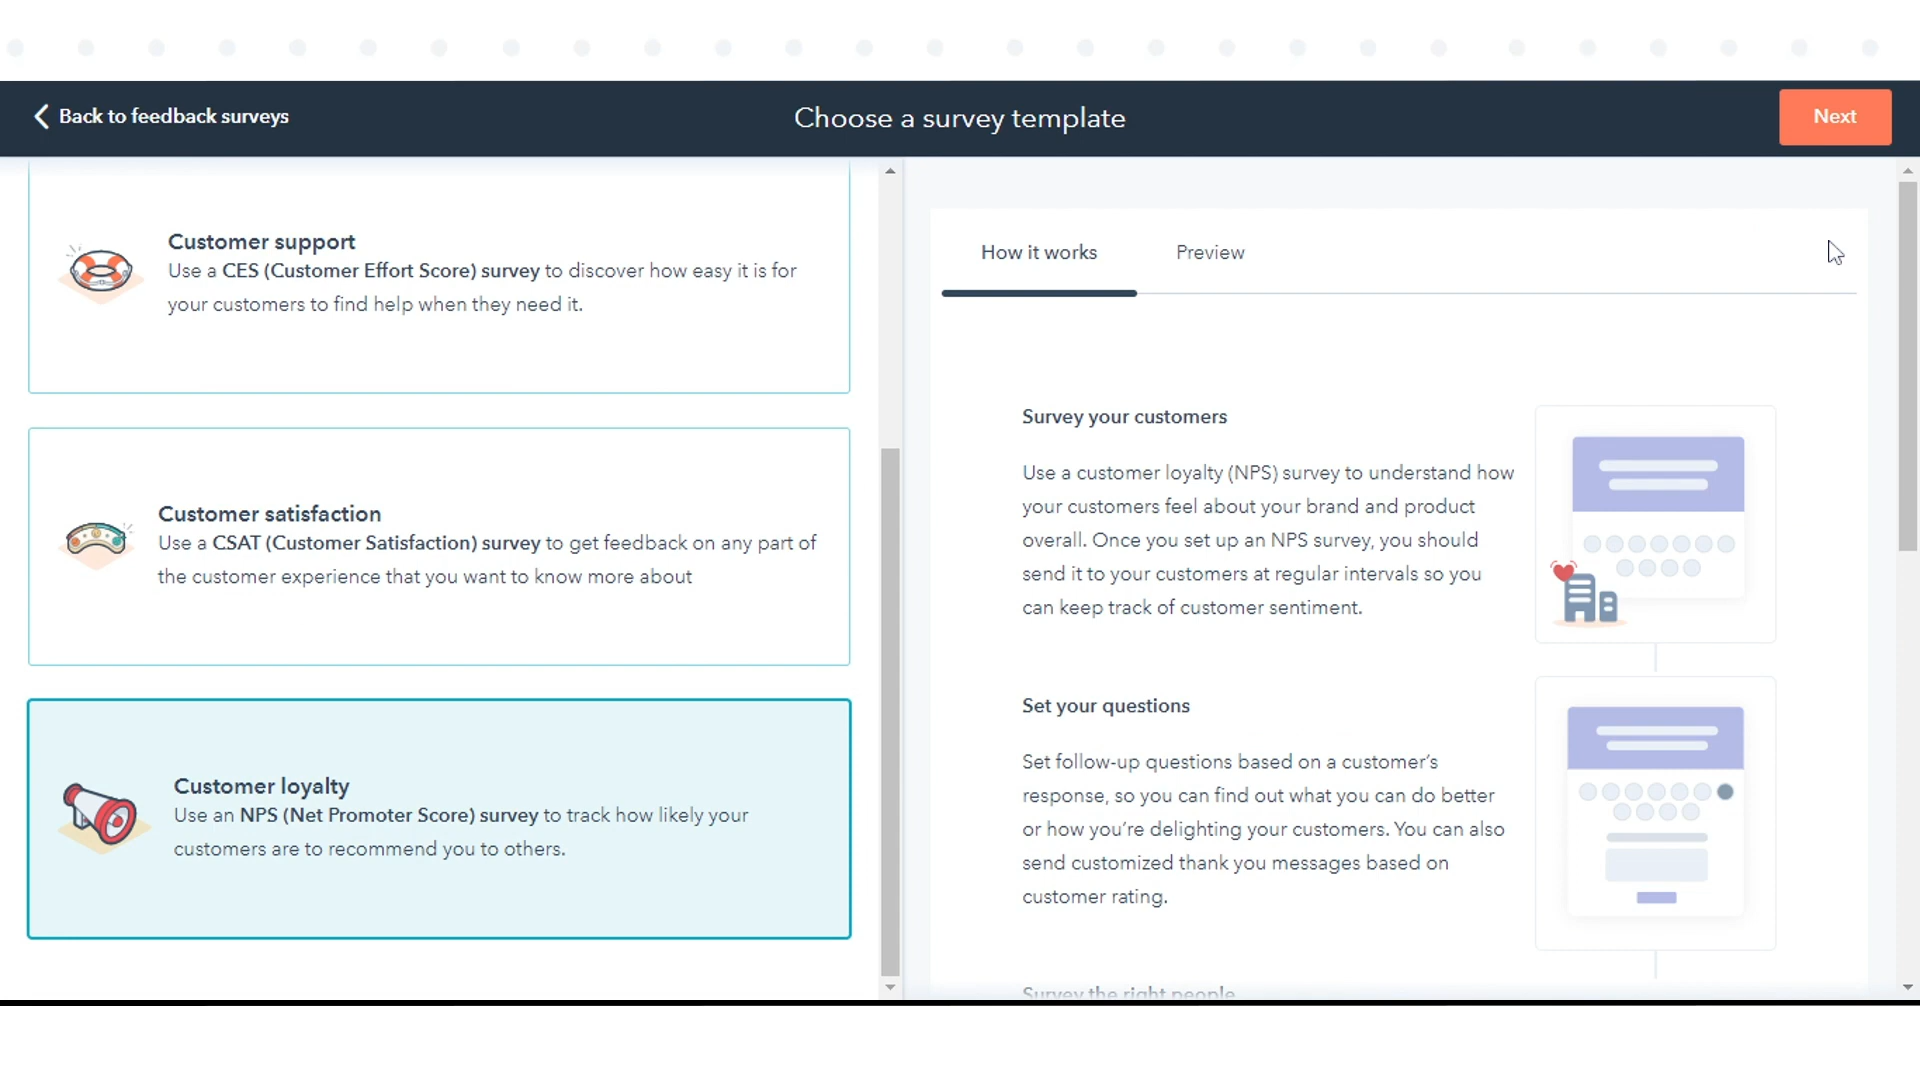 Back to feedback surveys
Choose a survey template
Next
Customer support
Use a CES (Customer Effort Score) survey to discover how easy it is for
your customers to find help when they need it.
Customer satisfaction
Use a CSAT (Customer Satisfaction) survey to get feedback on any part of
the customer experience that you want to know more about
Customer loyalty
Use an NPS (Net Promoter Score) survey to track how likely your
customers are to recommend you to others.
How it works
Preview
Survey your customers
Use a customer loyalty (NPS) survey to understand how
your customers feel about your brand and product
overall. Once you set up an NPS survey, you should
send it to your customers at regular intervals so you
can keep track of customer sentiment.
Set your questions
Set follow-up questions based on a customer’s
response, so you can find out what you can do better
or how you’re delighting your customers. You can also
send customized thank you messages based on
customer rating.
Survey the right people